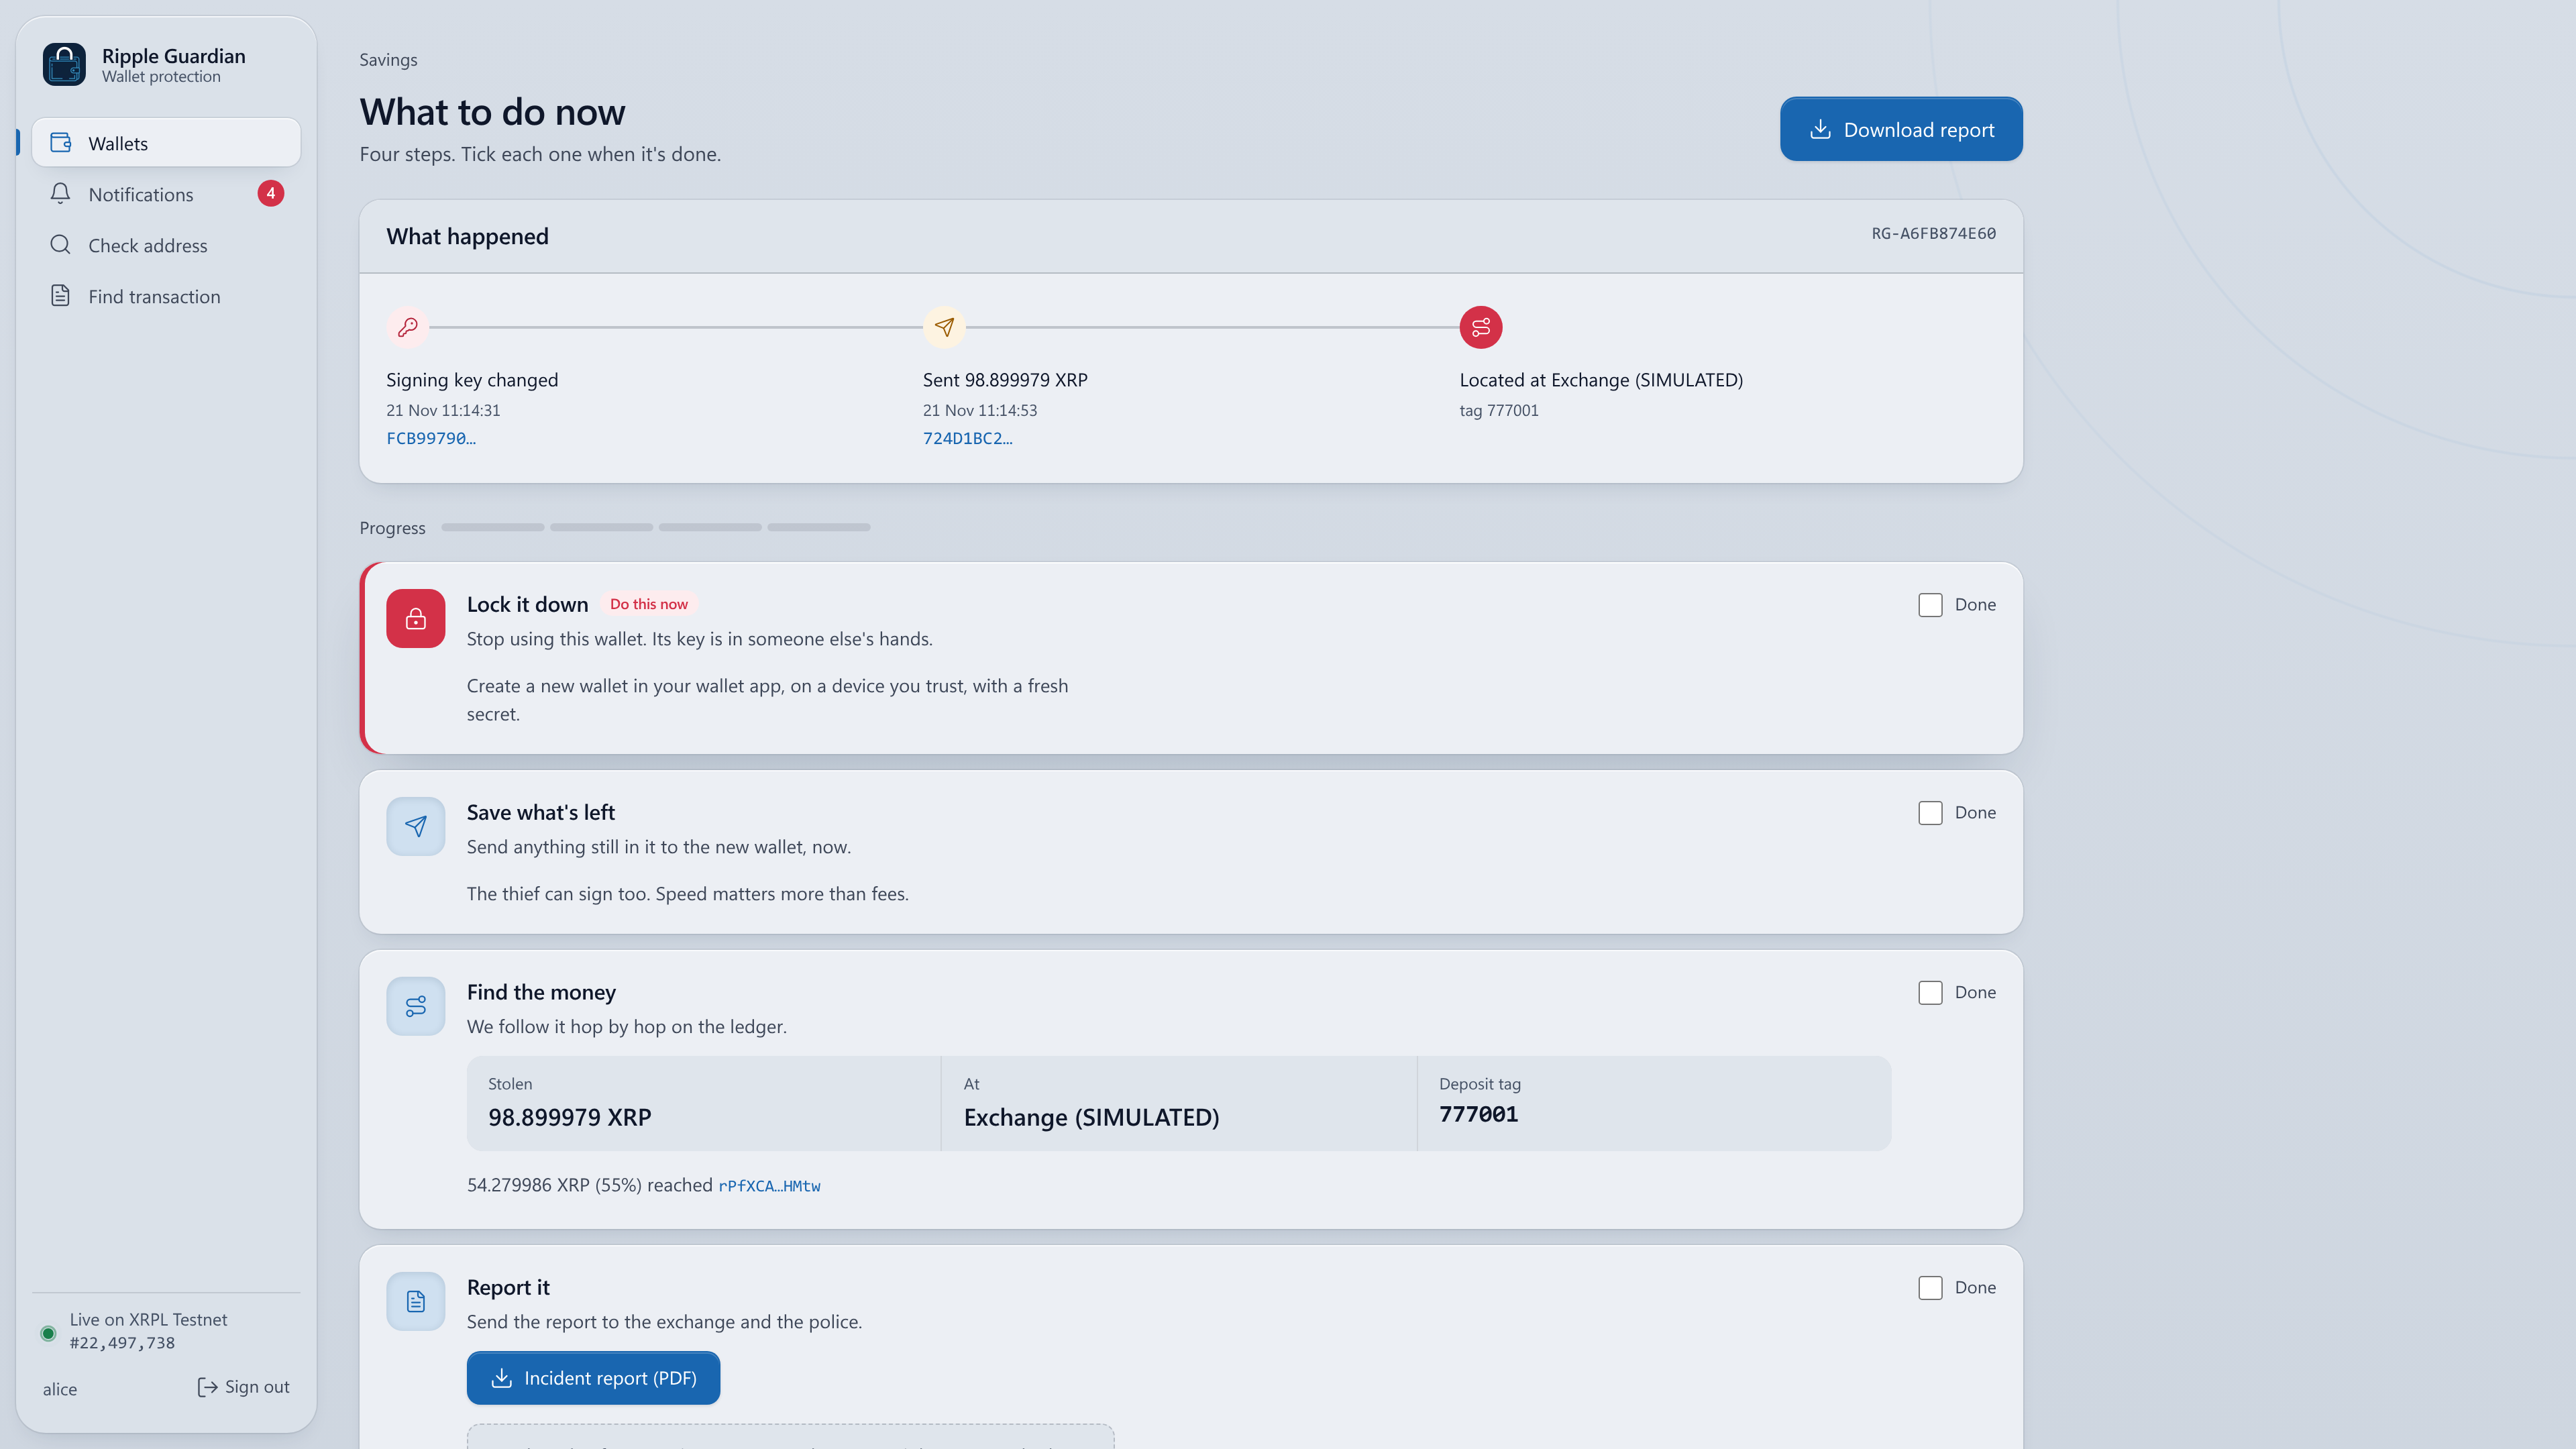 Ripple Guardian
Wallet protection
Wallets
Notifications
4
Check address
Find transaction
Live on XRPL Testnet
#22,497,738
alice
Sign out
Savings
What to do now
Four steps. Tick each one when it's done.
Download report
What happened
RG-A6FB874E60
Signing key changed
21 Nov 11:14:31
FCB99790…
Sent 98.899979 XRP
21 Nov 11:14:53
724D1BC2…
Located at Exchange (SIMULATED)
tag 777001
Progress
Lock it down
Do this now
Done
Stop using this wallet. Its key is in someone else's hands.
Create a new wallet in your wallet app, on a device you trust, with a fresh
secret.
Save what's left
Done
Send anything still in it to the new wallet, now.
The thief can sign too. Speed matters more than fees.
Find the money
Done
We follow it hop by hop on the ledger.
Stolen
98.899979 XRP
At
Exchange (SIMULATED)
Deposit tag
777001
54.279986 XRP (55%) reached rPfXCA…HMtw
Report it
Done
Send the report to the exchange and the police.
Incident report (PDF)